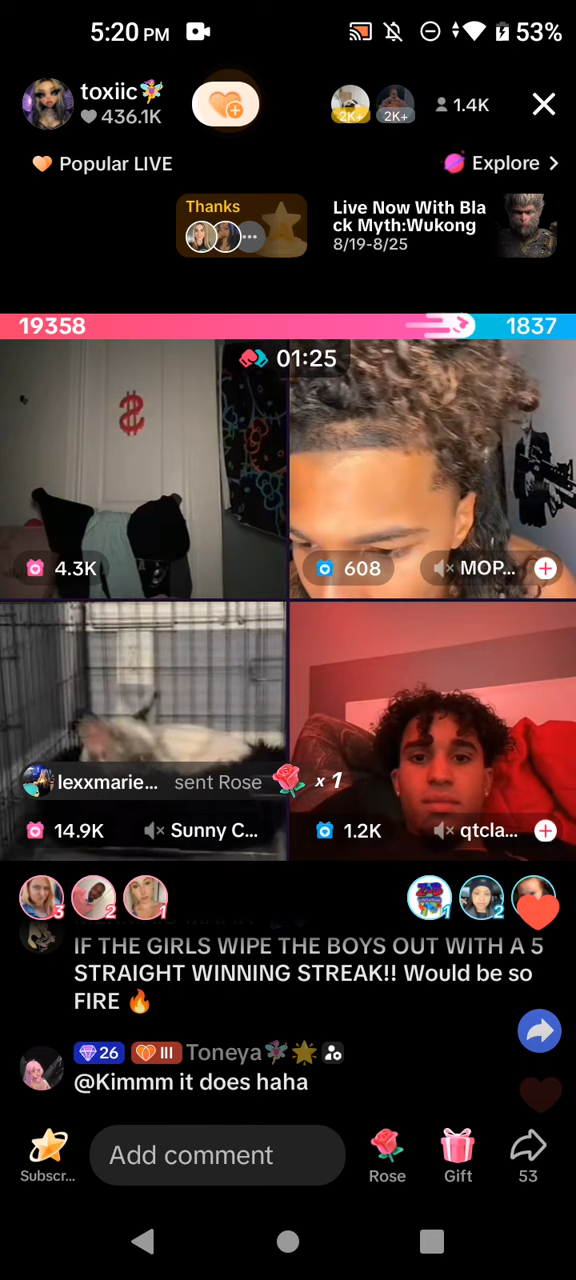 5:20 PM
53%
toxiic🧚
436.1K
2K+
2K+
1.4K
Popular LIVE
Explore >
Thanks
Live Now With Bla
ck Myth:Wukong
8/19-8/25
19358
1837
01:25
$
4.3K
608
MOP...
lexxmarie... sent Rose x 1
14.9K
Sunny C...
1.2K
qtcla...
3
2
1
1
2
IF THE GIRLS WIPE THE BOYS OUT WITH A 5
STRAIGHT WINNING STREAK!! Would be so
FIRE 🔥
26 III Toneya🧚🌟
@Kimmm it does haha
Subscr...
Add comment
Rose
Gift
53